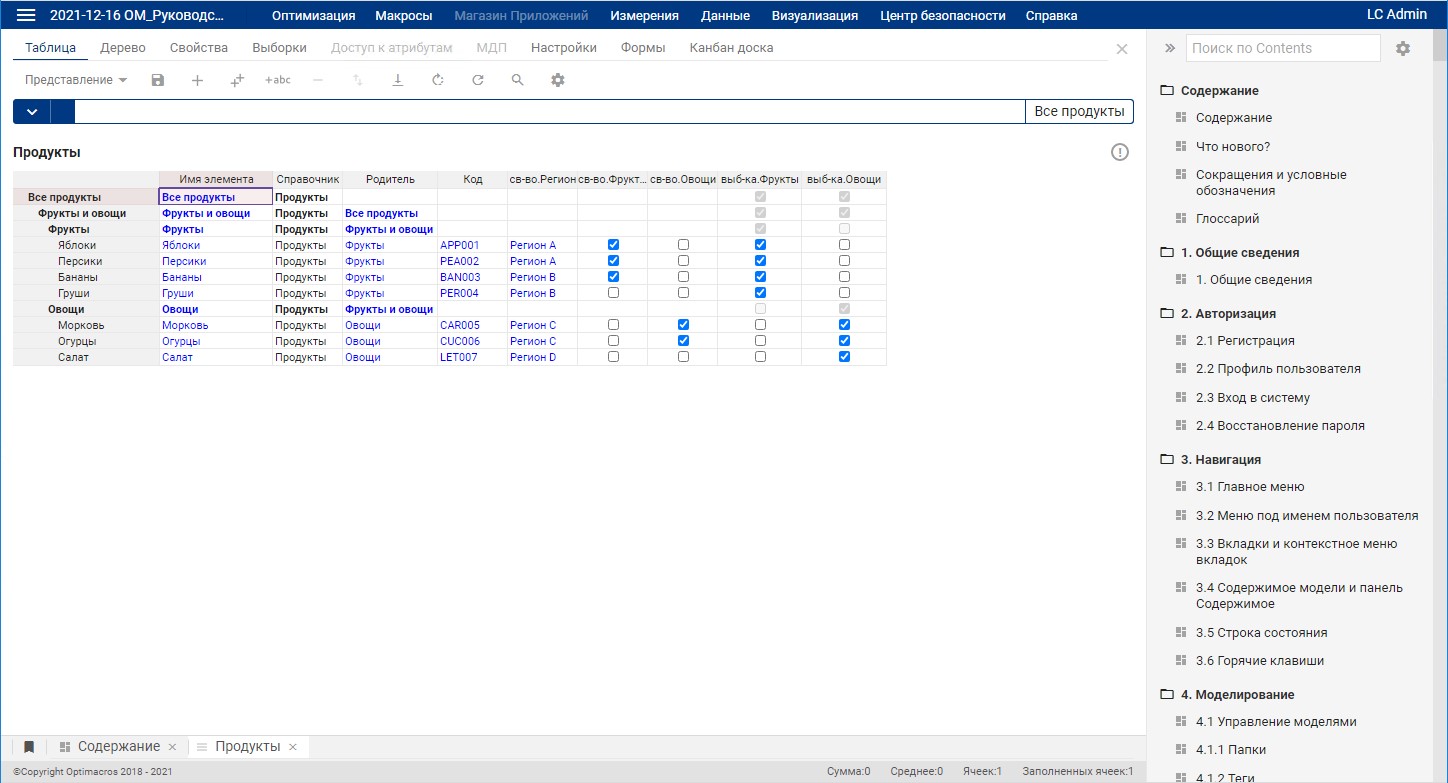 2021-12-16 ОМ_Руководс... Оптимизация Макросы Магазин Приложений Измерения Данные Визуализация Центр безопасности Справка LC Admin
Таблица Дерево Свойства Выборки Доступ к атрибутам МДП Настройки Формы Канбан доска
Представление +abc
Все продукты
Продукты
Имя элемента Справочник Родитель Код св-во.Регион св-во.Фрукт... св-во.Овощи выб-ка.Фрукты выб-ка.Овощи
Все продукты Все продукты Продукты
Фрукты и овощи Фрукты и овощи Продукты Все продукты
Фрукты Фрукты Продукты Фрукты и овощи
Яблоки Яблоки Продукты Фрукты APP001 Регион A
Персики Персики Продукты Фрукты PEA002 Регион A
Бананы Бананы Продукты Фрукты BAN003 Регион B
Груши Груши Продукты Фрукты PER004 Регион B
Овощи Овощи Продукты Фрукты и овощи
Морковь Морковь Продукты Овощи CAR005 Регион C
Огурцы Огурцы Продукты Овощи CUC006 Регион C
Салат Салат Продукты Овощи LET007 Регион D
Поиск по Contents
Содержание
Содержание
Что нового?
Сокращения и условные
обозначения
Глоссарий
1. Общие сведения
1. Общие сведения
2. Авторизация
2.1 Регистрация
2.2 Профиль пользователя
2.3 Вход в систему
2.4 Восстановление пароля
3. Навигация
3.1 Главное меню
3.2 Меню под именем пользователя
3.3 Вкладки и контекстное меню
вкладок
3.4 Содержимое модели и панель
Содержимое
3.5 Строка состояния
3.6 Горячие клавиши
4. Моделирование
4.1 Управление моделями
4.1.1 Папки
4.1.2 Теги
Содержание Продукты
©Copyright Optimacros 2018 - 2021 Сумма:0 Среднее:0 Ячеек:1 Заполненных ячеек:1